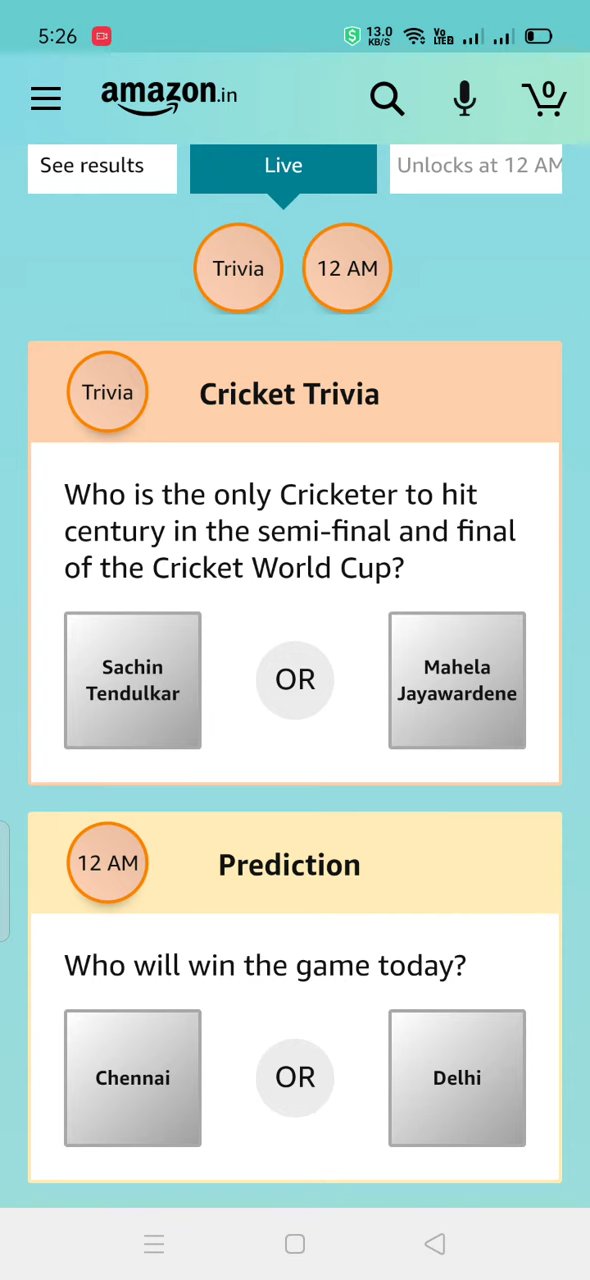 5:26 $ 13.0 KB/S Vo LTE2
amazon.in 0
See results Live Unlocks at 12 AM
Trivia 12 AM
Trivia Cricket Trivia
Who is the only Cricketer to hit
century in the semi-final and final
of the Cricket World Cup?
Sachin
Tendulkar
OR
Mahela
Jayawardene
12 AM Prediction
Who will win the game today?
Chennai OR Delhi